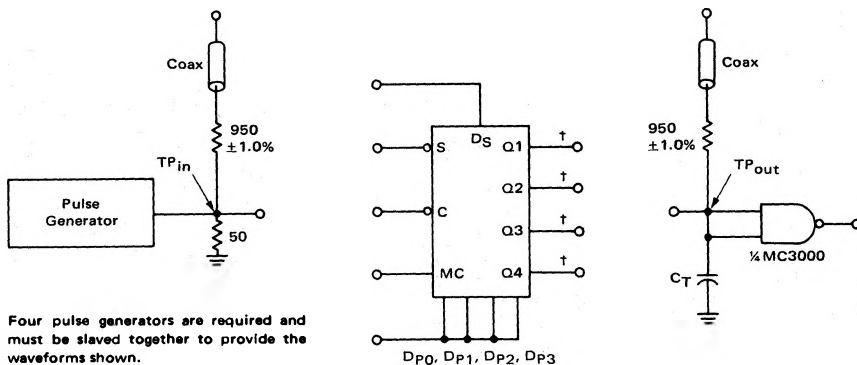 Coax
950
±1.0%
TPin
Pulse
Generator
50
Four pulse generators are required and
must be slaved together to provide the
waveforms shown.
DS
S
C
MC
Q1
†
Q2
†
Q3
†
Q4
†
DP0, DP1, DP2, DP3
Coax
950
±1.0%
TPout
¼ MC3000
CT